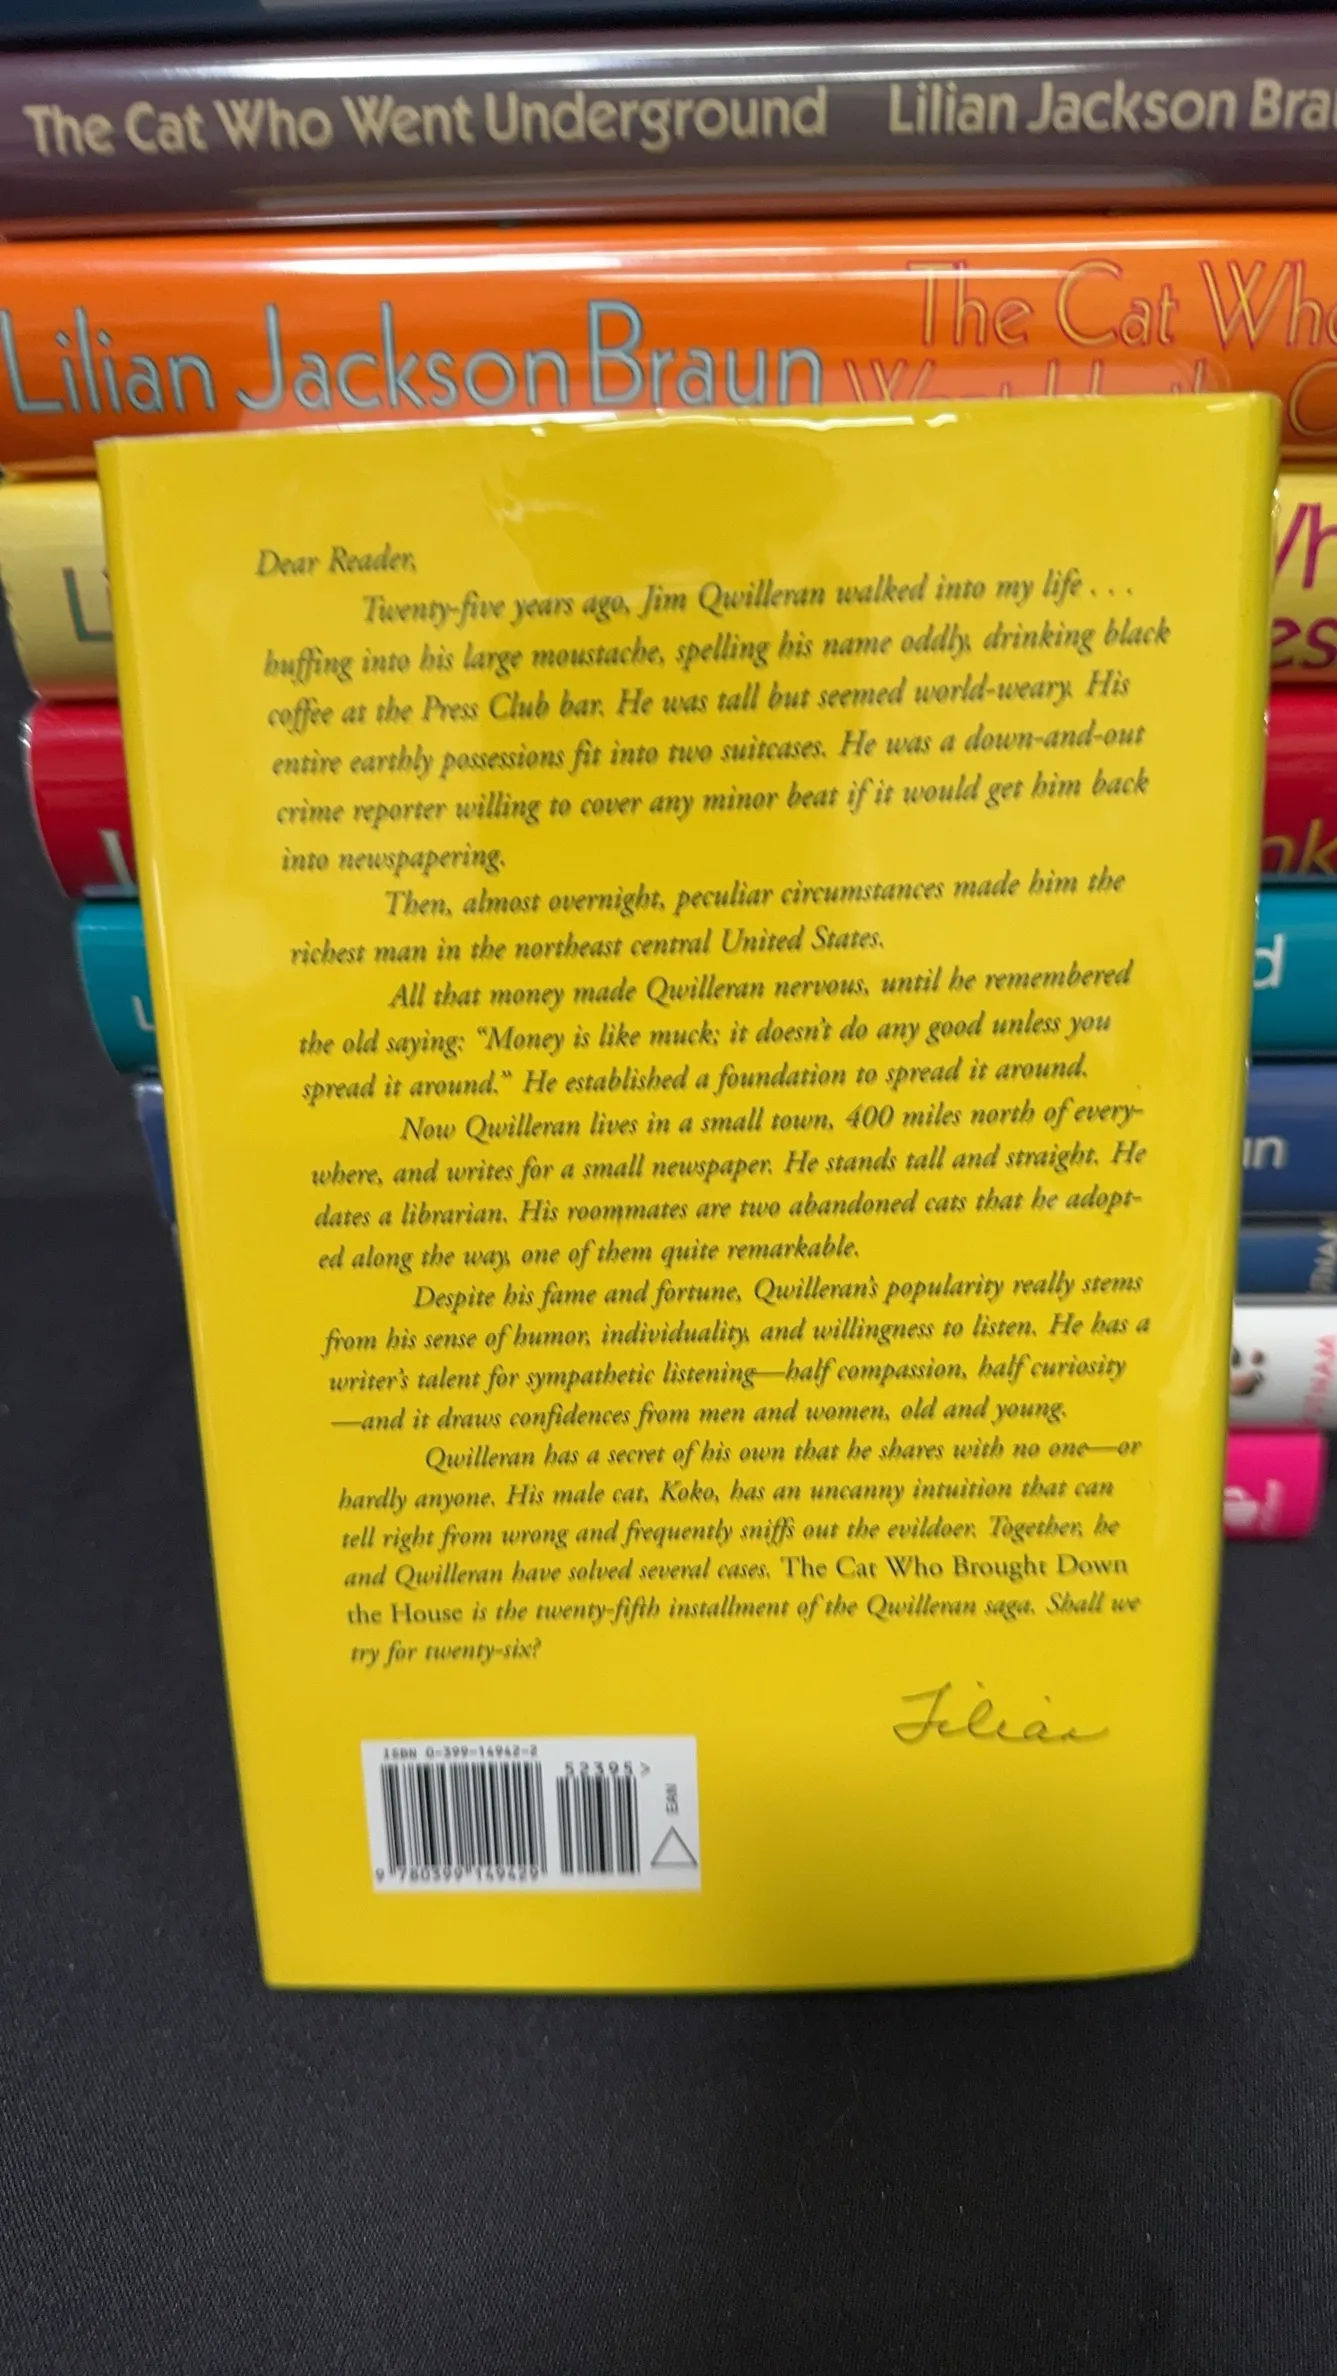 The Cat Who Went Underground Lilian Jackson Bra
Lilian Jackson Braun The Cat Who
Dear Reader,
Twenty-five years ago, Jim Qwilleran walked into my life . . .
huffing into his large moustache, spelling his name oddly, drinking black
coffee at the Press Club bar. He was tall but seemed world-weary. His
entire earthly possessions fit into two suitcases. He was a down-and-out
crime reporter willing to cover any minor beat if it would get him back
into newspapering.
Then, almost overnight, peculiar circumstances made him the
richest man in the northeast central United States.
All that money made Qwilleran nervous, until he remembered
the old saying: “Money is like muck; it doesn’t do any good unless you
spread it around.” He established a foundation to spread it around.
Now Qwilleran lives in a small town, 400 miles north of every-
where, and writes for a small newspaper. He stands tall and straight. He
dates a librarian. His roommates are two abandoned cats that he adopt-
ed along the way, one of them quite remarkable.
Despite his fame and fortune, Qwilleran’s popularity really stems
from his sense of humor, individuality, and willingness to listen. He has a
writer’s talent for sympathetic listening—half compassion, half curiosity
—and it draws confidences from men and women, old and young.
Qwilleran has a secret of his own that he shares with no one—or
hardly anyone. His male cat, Koko, has an uncanny intuition that can
tell right from wrong and frequently sniffs out the evildoer. Together, he
and Qwilleran have solved several cases. The Cat Who Brought Down
the House is the twenty-fifth installment of the Qwilleran saga. Shall we
try for twenty-six?
Lilian
ISBN 0-399-14942-2
52395>
EAN
9 780399 149429